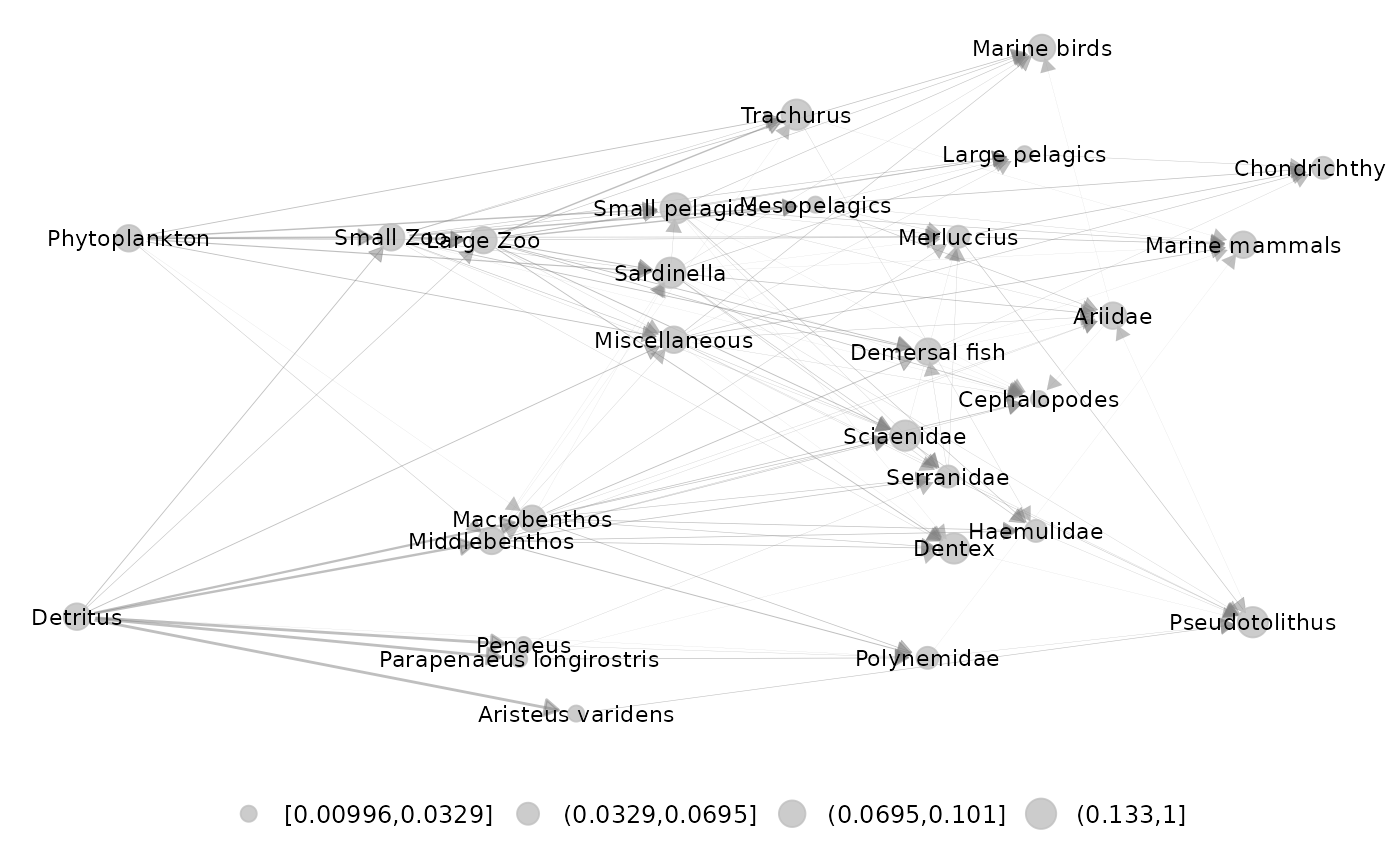 Marine birds
Trachurus
Large pelagics
Chondrichthy
Small pelagics
Mesopelagics
Phytoplankton
Small Zoo
Large Zoo
Merluccius
Marine mammals
Sardinella
Ariidae
Miscellaneous
Demersal fish
Cephalopodes
Sciaenidae
Serranidae
Macrobenthos
Haemulidae
Middlebenthos
Dentex
Detritus
Pseudotolithus
Penaeus
Parapenaeus longirostris
Polynemidae
Aristeus varidens
[0.00996,0.0329] (0.0329,0.0695] (0.0695,0.101] (0.133,1]